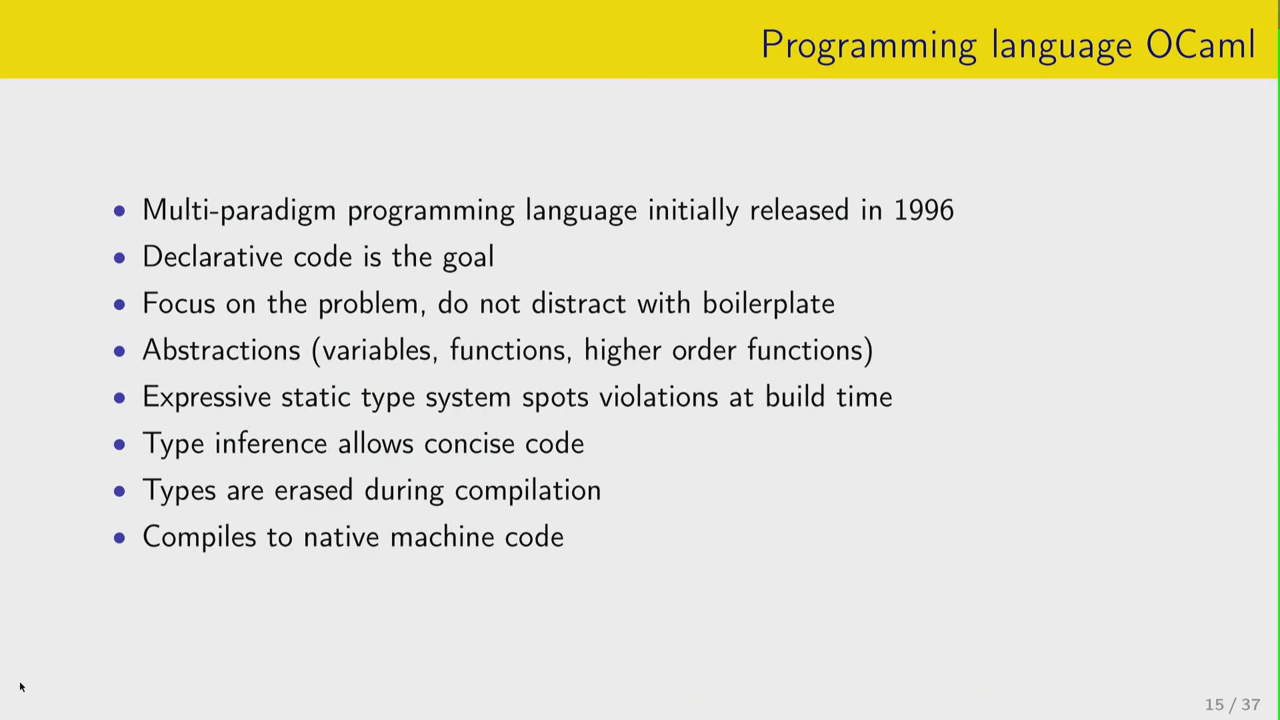 Programming language OCaml
• Multi-paradigm programming language initially released in 1996
• Declarative code is the goal
• Focus on the problem, do not distract with boilerplate
• Abstractions (variables, functions, higher order functions)
• Expressive static type system spots violations at build time
• Type inference allows concise code
• Types are erased during compilation
• Compiles to native machine code
15 / 37